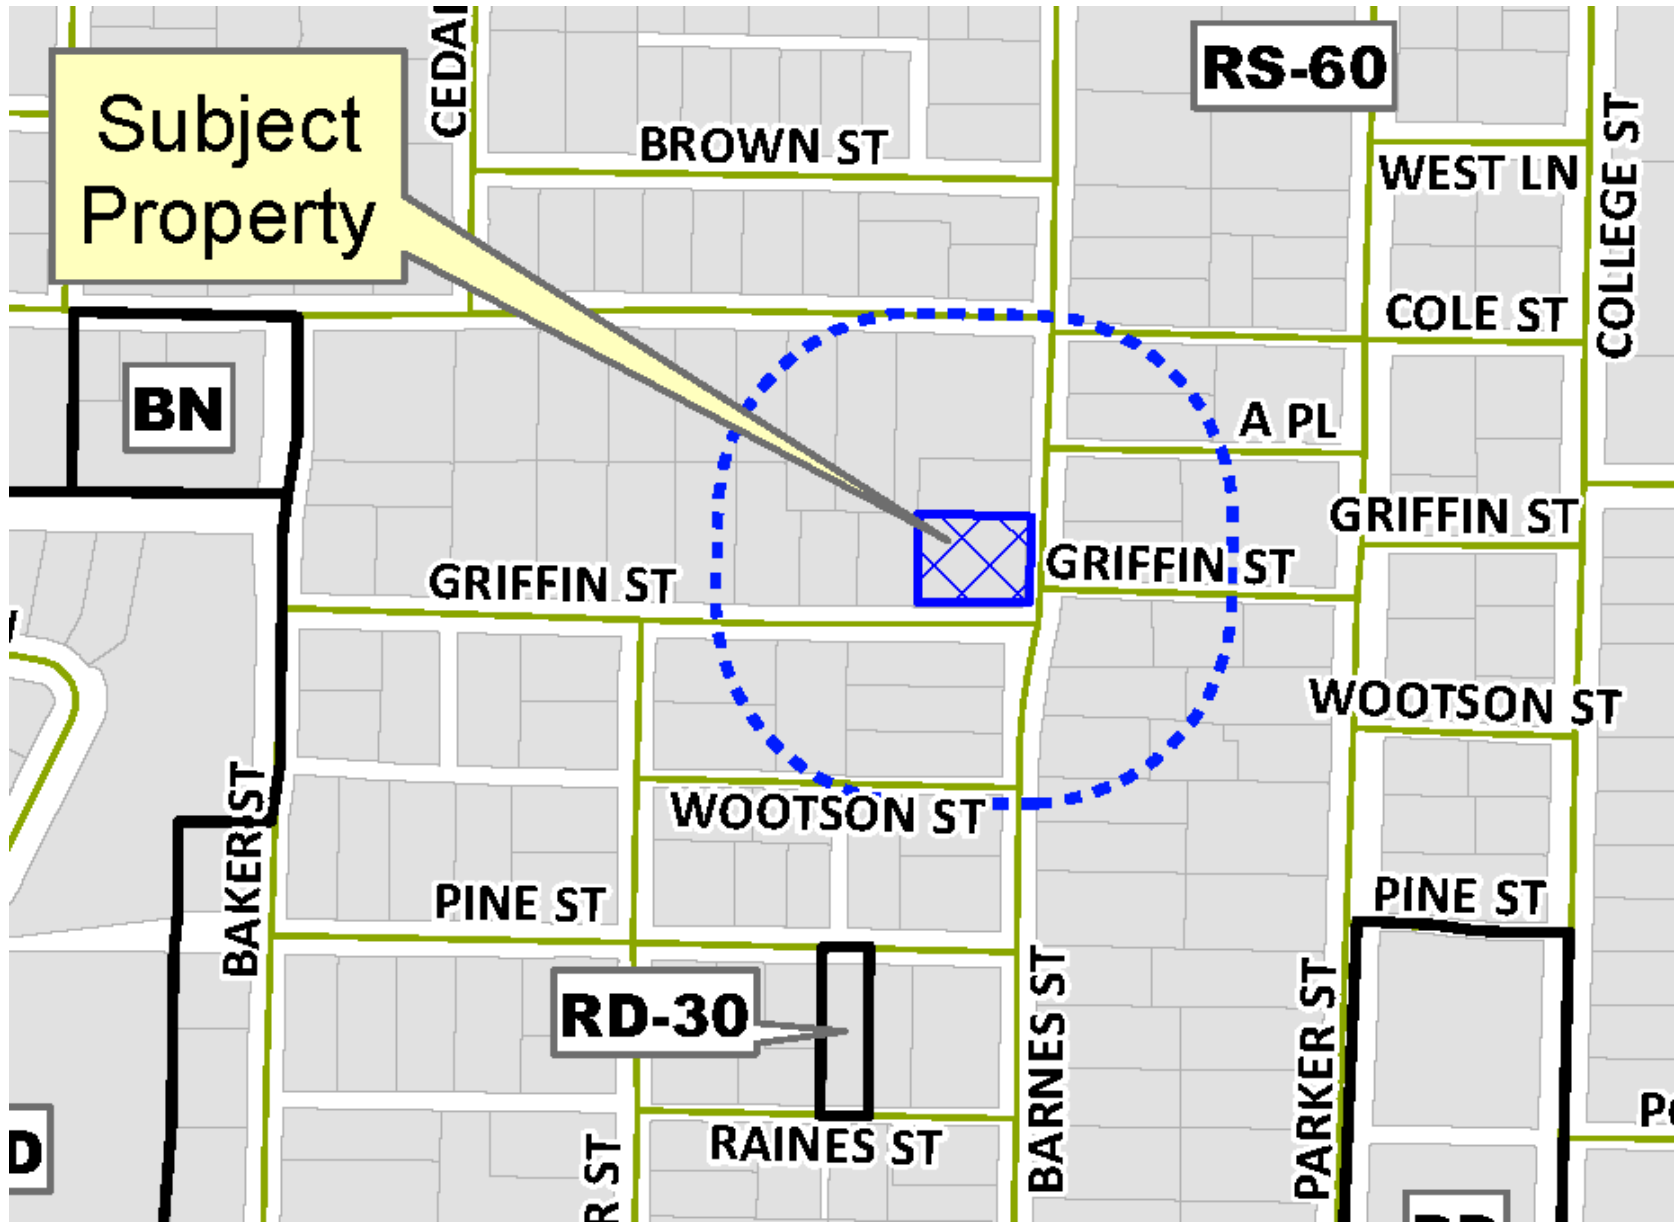 CEDA
RS-60
Subject
Property
BROWN ST
WEST LN
COLLEGE ST
COLE ST
BN
A PL
GRIFFIN ST
GRIFFIN ST
GRIFFIN ST
WOOTSON ST
WOOTSON ST
BAKER ST
PINE ST
PINE ST
RD-30
BARNES ST
PARKER ST
RAINES ST
D
R ST